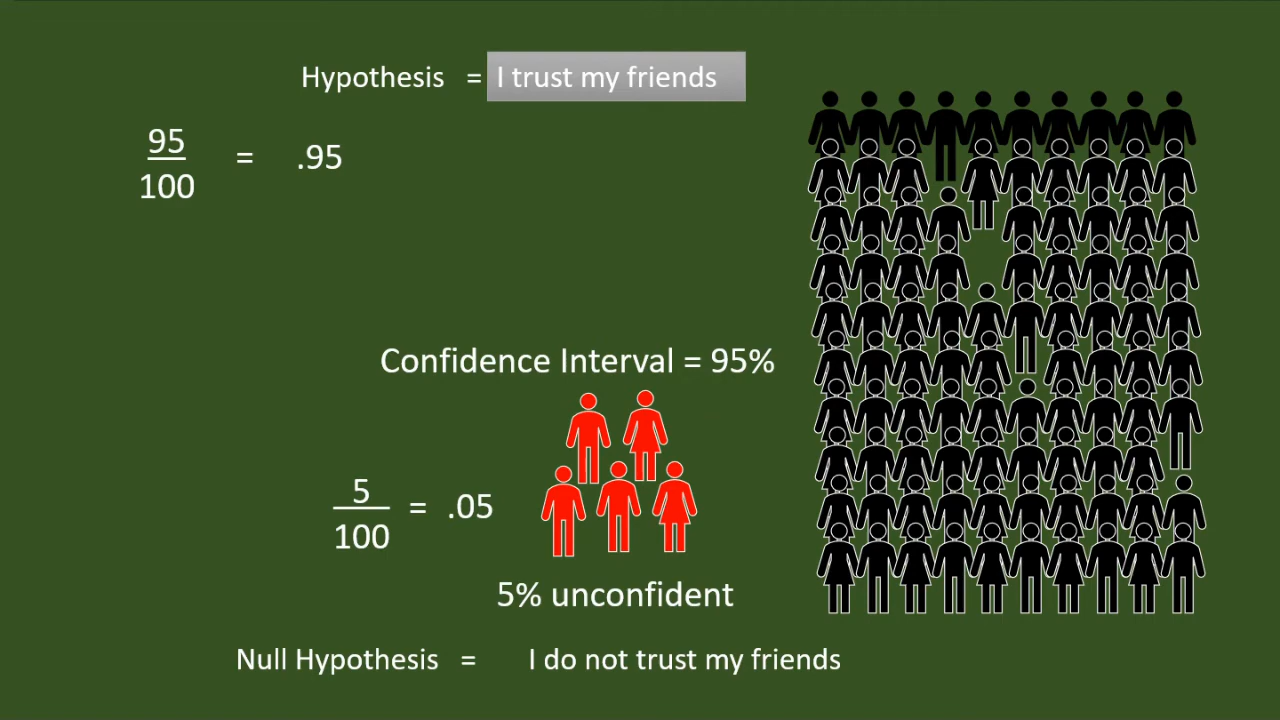 Hypothesis = I trust my friends
95
100
= .95
Confidence Interval = 95%
5
100
= .05
5% unconfident
Null Hypothesis = I do not trust my friends